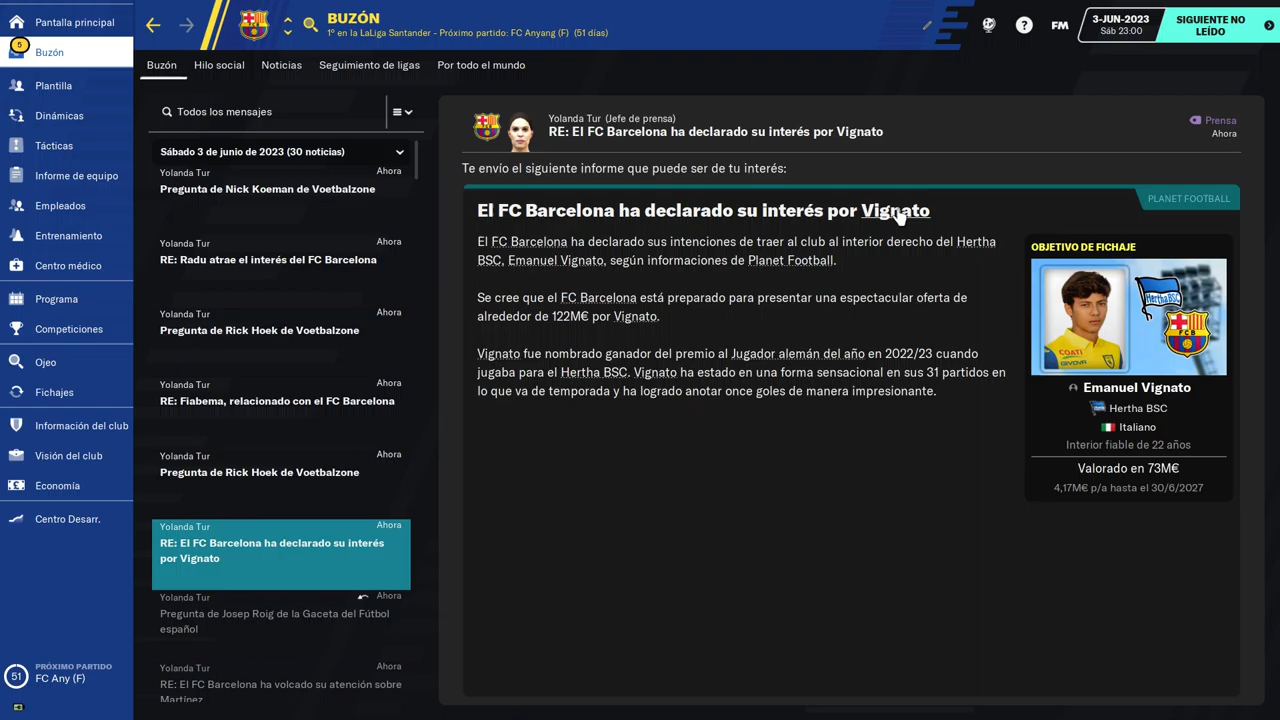 Pantalla principal
5
Buzón
Plantilla
Dinámicas
Tácticas
Informe de equipo
Empleados
Entrenamiento
Centro médico
Programa
Competiciones
Ojeo
Fichajes
Información del club
Visión del club
Economía
Centro Desarr.
51
PRÓXIMO PARTIDO
FC Any (F)
BUZÓN
1º en la LaLiga Santander - Próximo partido: FC Anyang (F) (51 días)
?
FM
3-JUN-2023
Sáb 23:00
SIGUIENTE NO
LEÍDO
Buzón
Hilo social
Noticias
Seguimiento de ligas
Por todo el mundo
Todos los mensajes
Sábado 3 de junio de 2023 (30 noticias)
Yolanda Tur Ahora
Pregunta de Nick Koeman de Voetbalzone
Yolanda Tur Ahora
RE: Radu atrae el interés del FC Barcelona
Yolanda Tur Ahora
Pregunta de Rick Hoek de Voetbalzone
Yolanda Tur Ahora
RE: Fiabema, relacionado con el FC Barcelona
Yolanda Tur Ahora
Pregunta de Rick Hoek de Voetbalzone
Yolanda Tur Ahora
RE: El FC Barcelona ha declarado su interés
por Vignato
Yolanda Tur Ahora
Pregunta de Josep Roig de la Gaceta del Fútbol
español
Yolanda Tur Ahora
RE: El FC Barcelona ha volcado su atención sobre
Martínez
Yolanda Tur (Jefe de prensa)
RE: El FC Barcelona ha declarado su interés por Vignato
Prensa
Ahora
Te envío el siguiente informe que puede ser de tu interés:
PLANET FOOTBALL
El FC Barcelona ha declarado su interés por Vignato
El FC Barcelona ha declarado sus intenciones de traer al club al interior derecho del Hertha
BSC, Emanuel Vignato, según informaciones de Planet Football.
Se cree que el FC Barcelona está preparado para presentar una espectacular oferta de
alrededor de 122M€ por Vignato.
Vignato fue nombrado ganador del premio al Jugador alemán del año en 2022/23 cuando
jugaba para el Hertha BSC. Vignato ha estado en una forma sensacional en sus 31 partidos en
lo que va de temporada y ha logrado anotar once goles de manera impresionante.
OBJETIVO DE FICHAJE
COATI
Hertha BSC
FCB
Emanuel Vignato
Hertha BSC
Italiano
Interior fiable de 22 años
Valorado en 73M€
4,17M€ p/a hasta el 30/6/2027